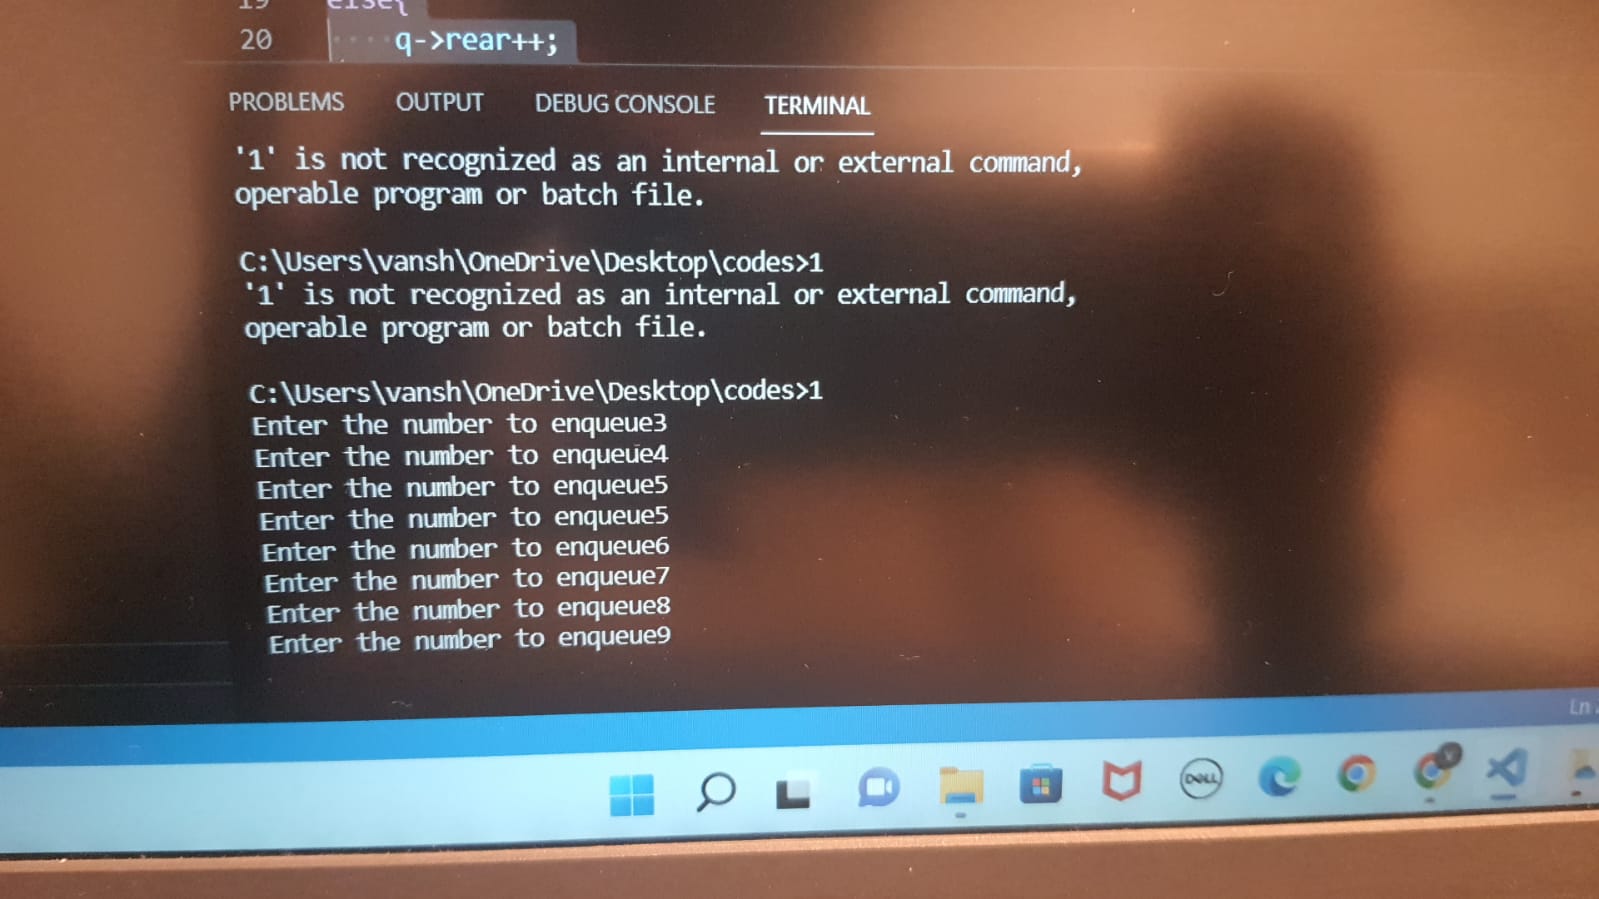 19 else{
20 q->rear++;
PROBLEMS OUTPUT DEBUG CONSOLE TERMINAL
'1' is not recognized as an internal or external command,
operable program or batch file.
C:\Users\vansh\OneDrive\Desktop\codes>1
'1' is not recognized as an internal or external command,
operable program or batch file.
C:\Users\vansh\OneDrive\Desktop\codes>1
Enter the number to enqueue3
Enter the number to enqueue4
Enter the number to enqueue5
Enter the number to enqueue5
Enter the number to enqueue6
Enter the number to enqueue7
Enter the number to enqueue8
Enter the number to enqueue9
Ln
DELL